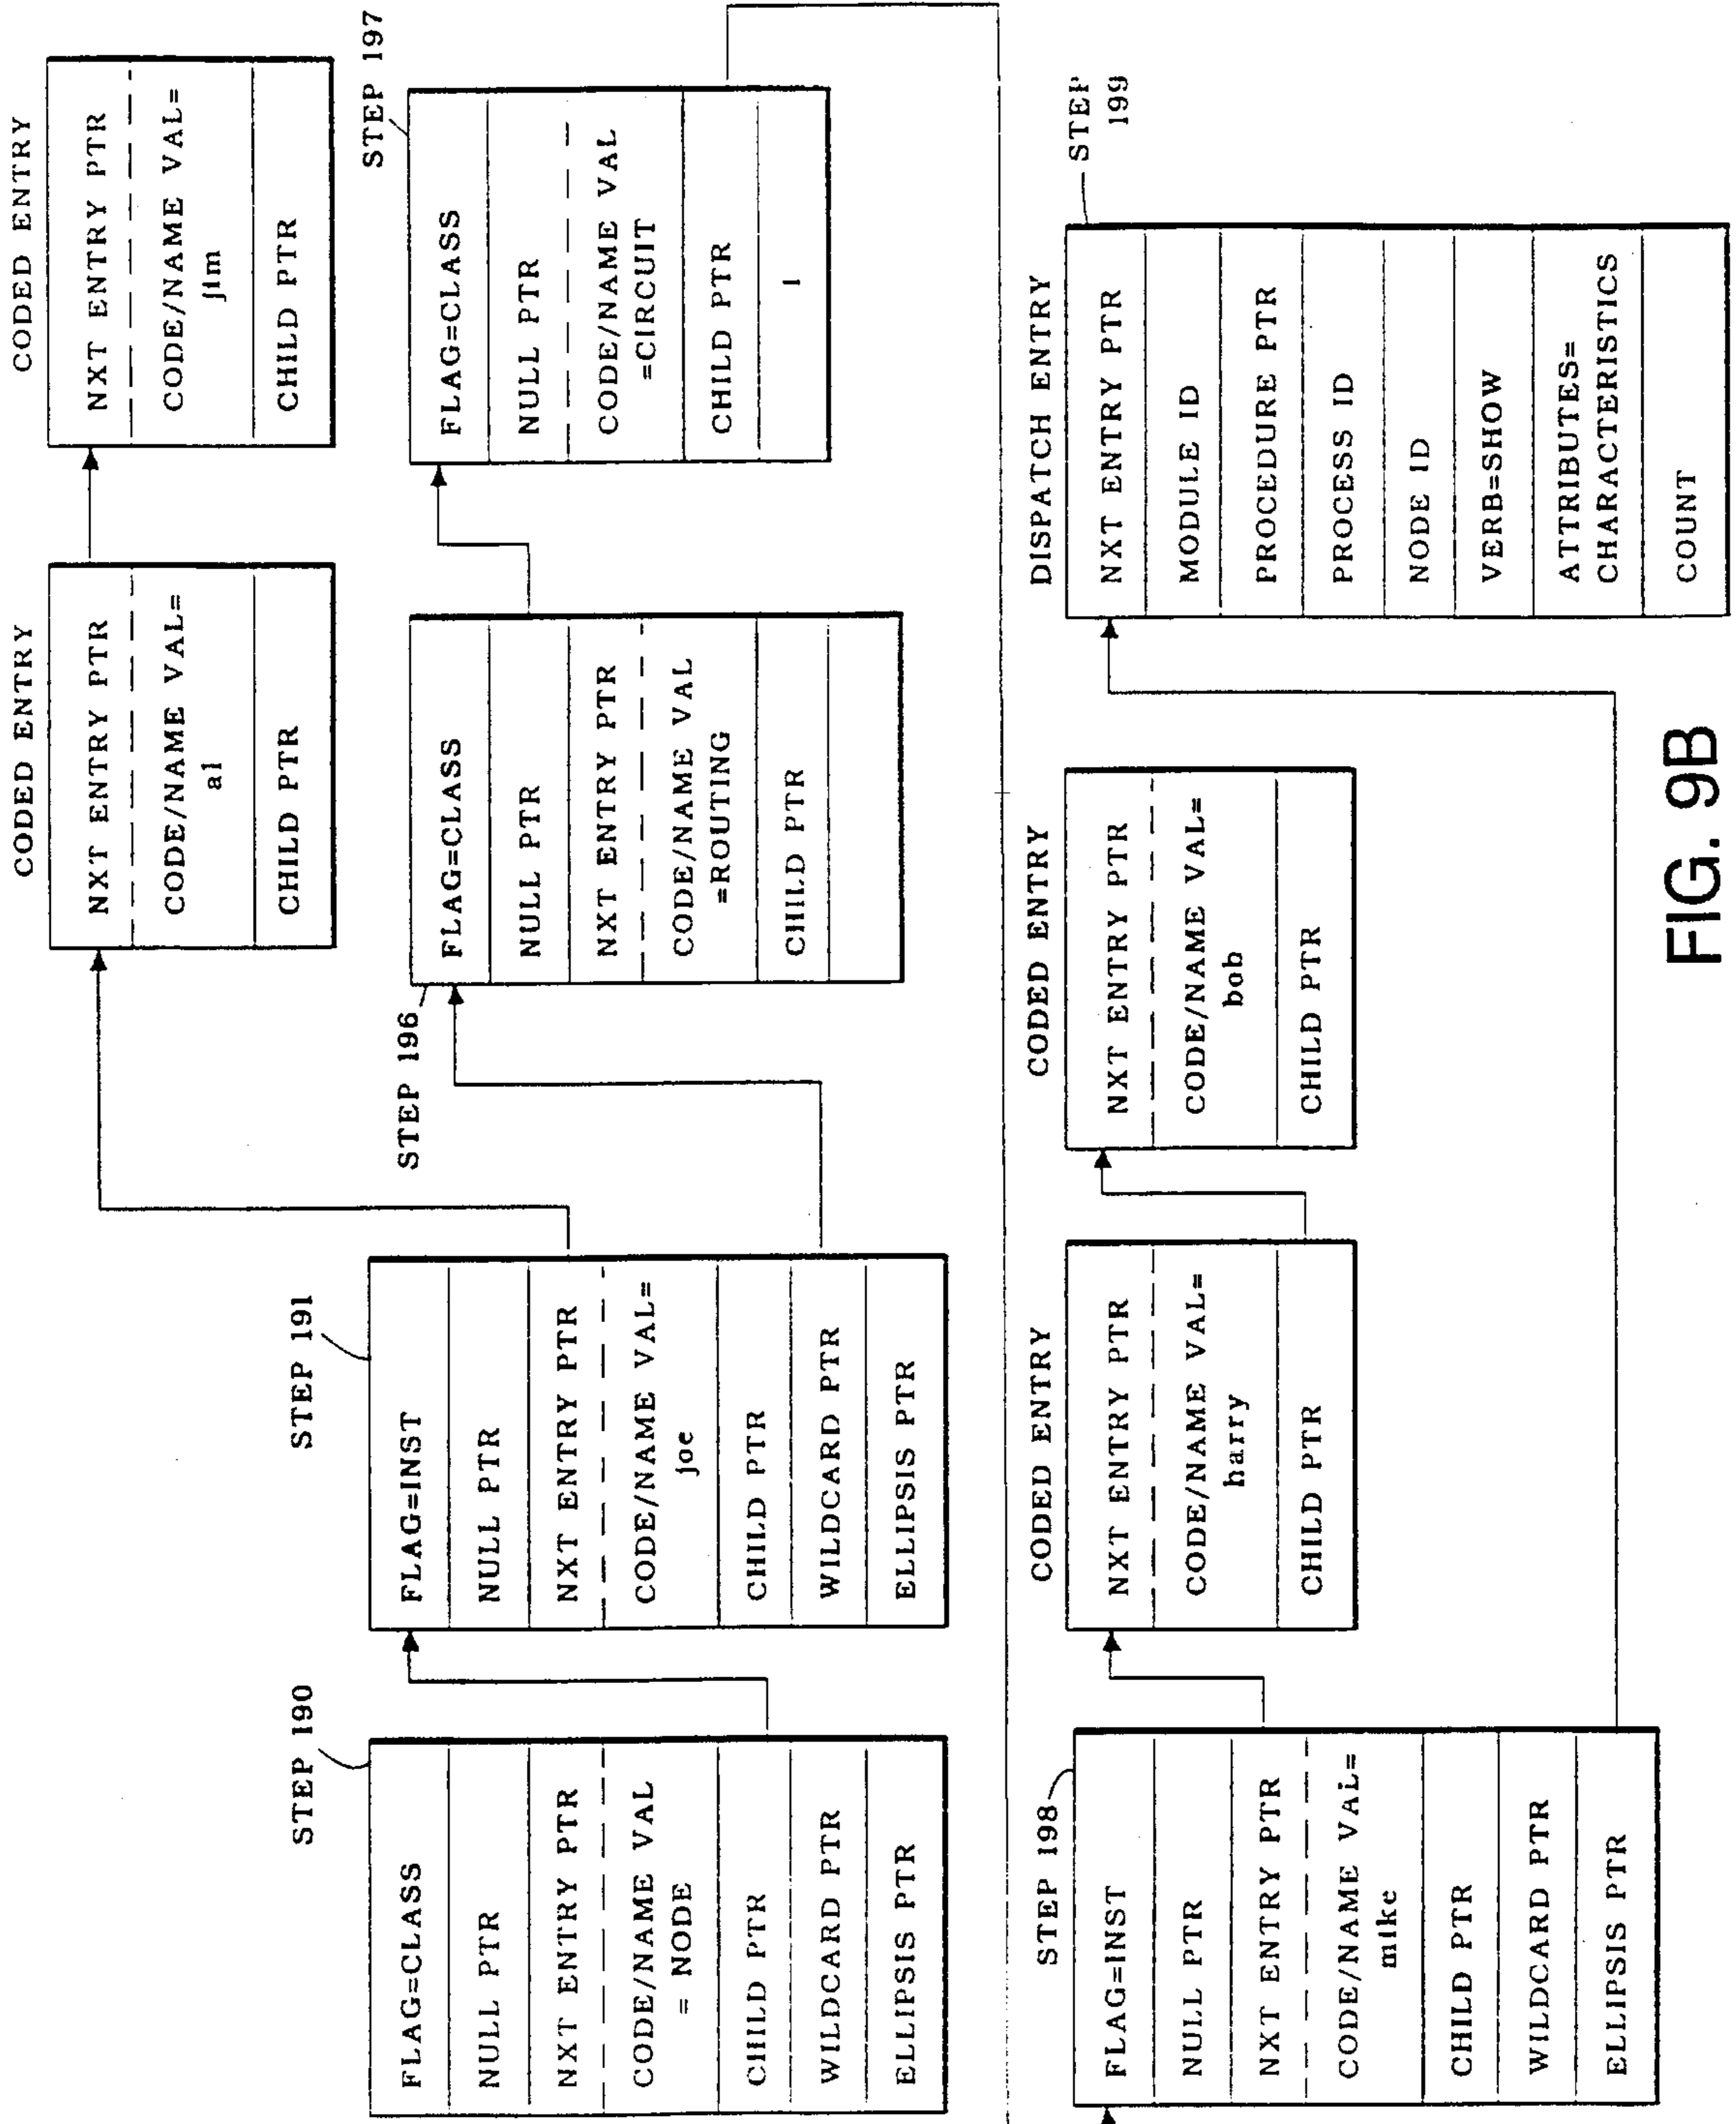 STEP 190
FLAG=CLASS
NULL PTR
NXT ENTRY PTR
CODE/NAME VAL
= NODE
CHILD PTR
WILDCARD PTR
ELLIPSIS PTR
STEP 191
FLAG=INST
NULL PTR
NXT ENTRY PTR
CODE/NAME VAL=
joe
CHILD PTR
WILDCARD PTR
ELLIPSIS PTR
CODED ENTRY
NXT ENTRY PTR
CODE/NAME VAL=
al
CHILD PTR
CODED ENTRY
NXT ENTRY PTR
CODE/NAME VAL=
jim
CHILD PTR
STEP 196
FLAG=CLASS
NULL PTR
NXT ENTRY PTR
CODE/NAME VAL
=ROUTING
CHILD PTR
STEP 197
FLAG=CLASS
NULL PTR
CODE/NAME VAL
=CIRCUIT
CHILD PTR
STEP 198
FLAG=INST
NULL PTR
NXT ENTRY PTR
CODE/NAME VAL=
mike
CHILD PTR
WILDCARD PTR
ELLIPSIS PTR
CODED ENTRY
NXT ENTRY PTR
CODE/NAME VAL=
harry
CHILD PTR
CODED ENTRY
NXT ENTRY PTR
CODE/NAME VAL=
bob
CHILD PTR
DISPATCH ENTRY
STEP
199
NXT ENTRY PTR
MODULE ID
PROCEDURE PTR
PROCESS ID
NODE ID
VERB=SHOW
ATTRIBUTES=
CHARACTERISTICS
COUNT
FIG. 9B